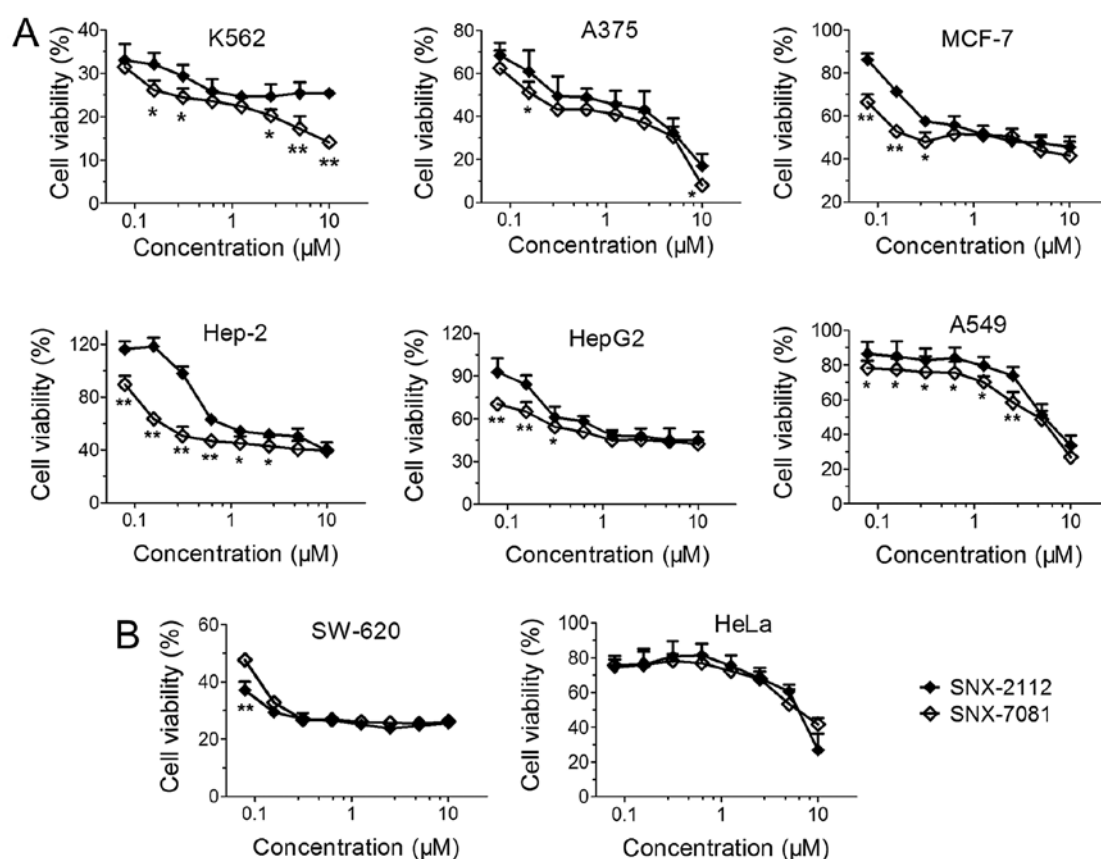 A
K562
Cell viability (%)
40
30
20
10
0
0.1 1 10
Concentration (µM)
* * * ** **
A375
Cell viability (%)
80
60
40
20
0
0.1 1 10
Concentration (µM)
* *
MCF-7
Cell viability (%)
100
80
60
40
20
0.1 1 10
Concentration (µM)
** ** *
Hep-2
Cell viability (%)
120
80
40
0
0.1 1 10
Concentration (µM)
** ** ** ** * *
HepG2
Cell viability (%)
120
90
60
30
0
0.1 1 10
Concentration (µM)
** ** *
A549
Cell viability (%)
100
80
60
40
20
0
0.1 1 10
Concentration (µM)
* * * * * **
B
SW-620
Cell viability (%)
60
40
20
0
0.1 1 10
Concentration (µM)
**
HeLa
Cell viability (%)
100
80
60
40
20
0
0.1 1 10
Concentration (µM)
SNX-2112
SNX-7081